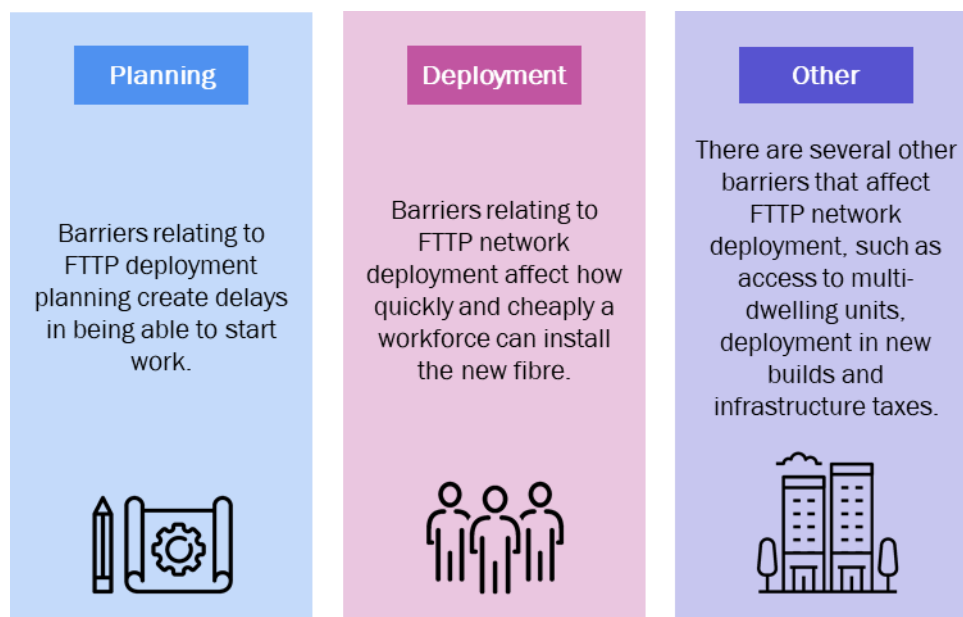 Planning
Barriers relating to
FTTP deployment
planning create delays
in being able to start
work.
Deployment
Barriers relating to
FTTP network
deployment affect how
quickly and cheaply a
workforce can install
the new fibre.
Other
There are several other
barriers that affect
FTTP network
deployment, such as
access to multi-
dwelling units,
deployment in new
builds and
infrastructure taxes.